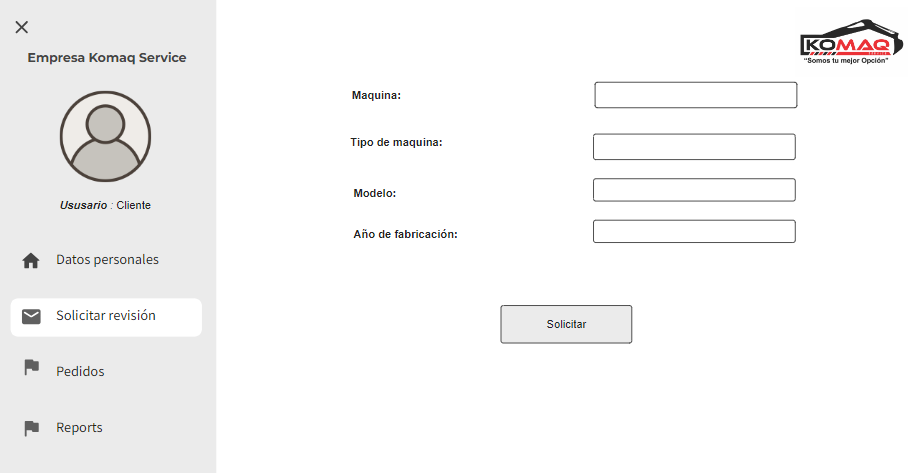 Empresa Komaq Service
Ususario : Cliente
Datos personales
Solicitar revisión
Pedidos
Reports
KOMAQ
"Somos tu mejor Opción"
Maquina:
Tipo de maquina:
Modelo:
Año de fabricación:
Solicitar